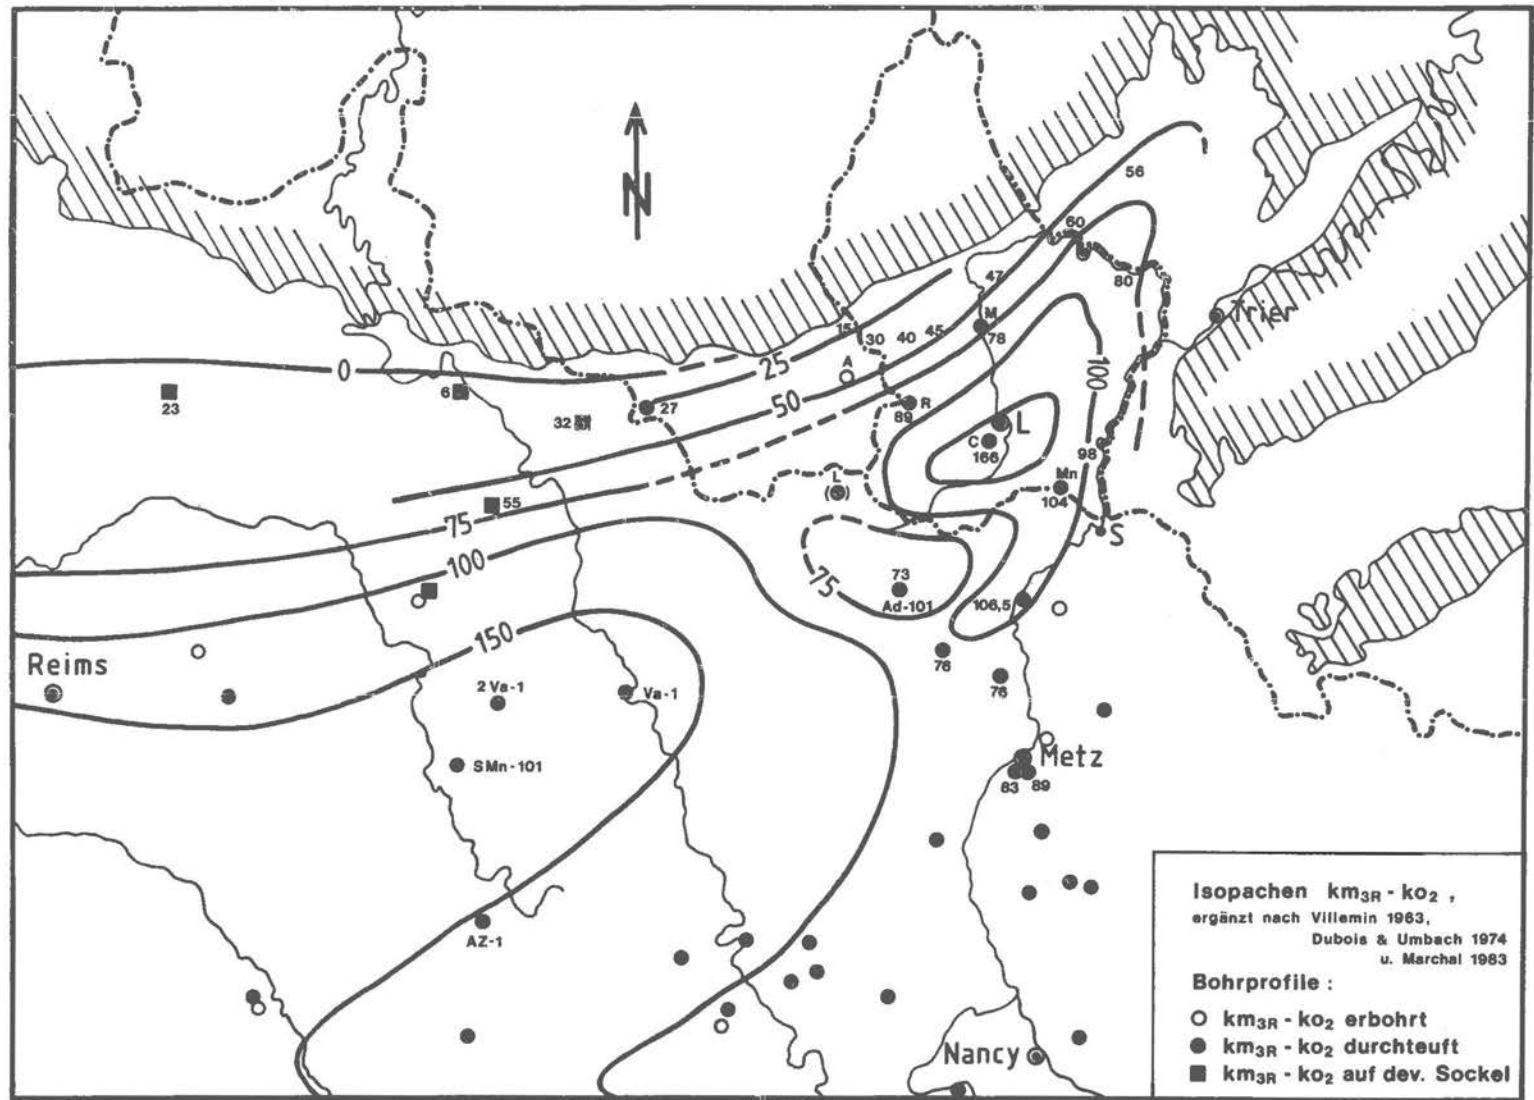 56
60
N
47
80
Trier
M
15
30
40
45
78
0
25
A
100
23
6
27
50
R
89
32
L
C
166
98
Mn
L
( )
104
55
75
S
100
73
75
Ad-101
106,5
150
Reims
76
2 Va-1
Va-1
76
SMn-101
Metz
83
89
AZ-1
Nancy
Isopachen km3R - ko2 ,
ergänzt nach Villemin 1963,
Dubois & Umbach 1974
u. Marchal 1983
Bohrprofile :
km3R - ko2 erbohrt
km3R - ko2 durchteuft
km3R - ko2 auf dev. Sockel